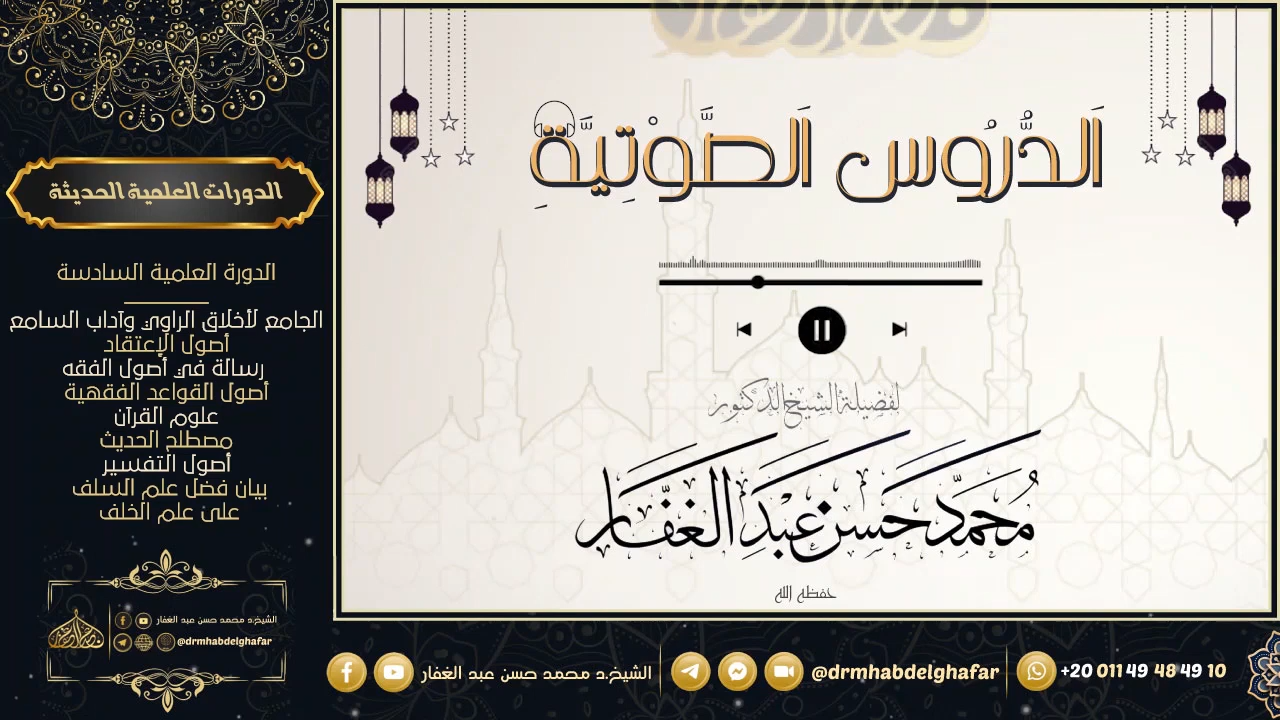 الدُّرُوس الصَّوْتِيَّة
لفضيلة الشيخ الدكتور
مُحَمَّد حَسَن عَبْدِ الغَفَّار
حفظه الله
الدورات العلمية الحديثة
الدورة العلمية السادسة
الجامع لأخلاق الراوي وآداب السامع
أصول الإعتقاد
رسالة في أصول الفقه
أصول القواعد الفقهية
علوم القرآن
مصطلح الحديث
أصول التفسير
بيان فضل علم السلف
على علم الخلف
الشيخ.د محمد حسن عبد الغفار
@drmhabdelghafar
الشيخ.د محمد حسن عبد الغفار
@drmhabdelghafar
+20 011 49 48 49 10